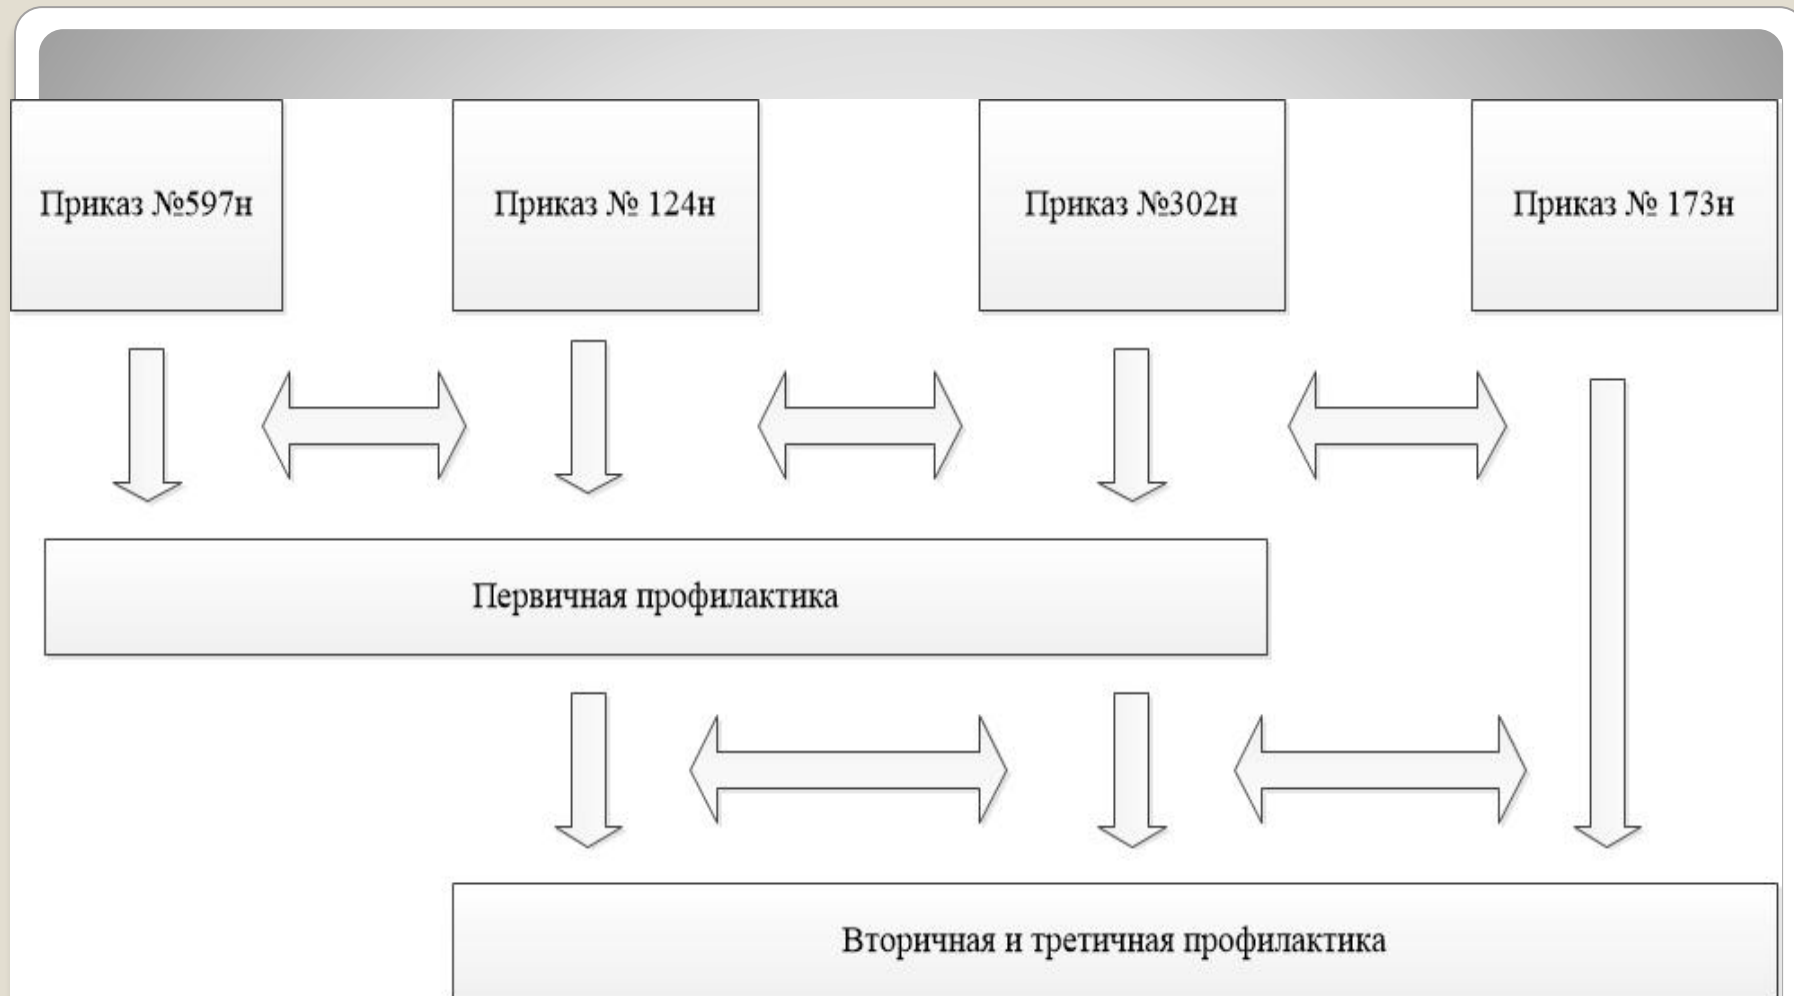 Приказ №597н
Приказ № 124н
Приказ №302н
Приказ № 173н
Первичная профилактика
Вторичная и третичная профилактика